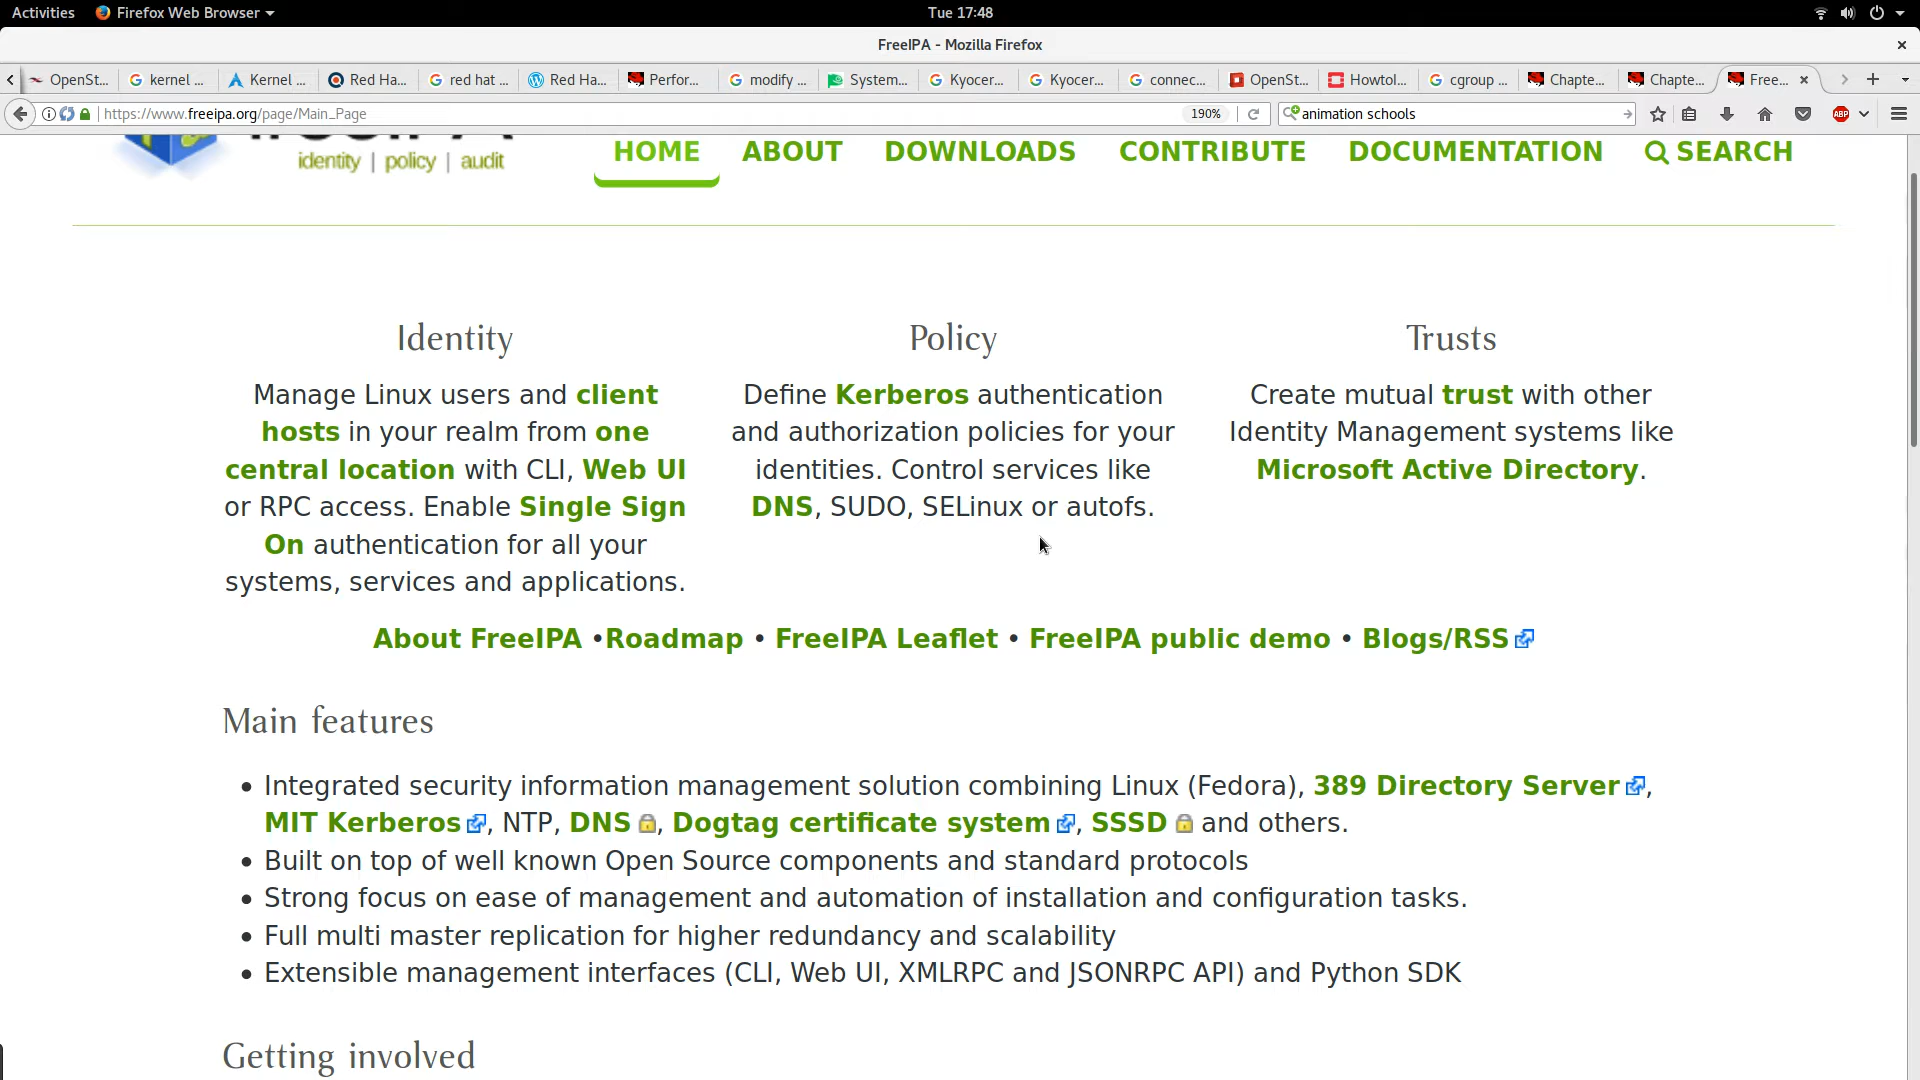 Activities Firefox Web Browser Tue 17:48
FreeIPA - Mozilla Firefox
OpenSt... kernel ... Kernel ... Red Ha... red hat ... Red Ha... Perfor... modify ... System... Kyocer... Kyocer... connec... OpenSt... Howtol... cgroup ... Chapte... Chapte... Free...
https://www.freeipa.org/page/Main_Page 190% animation schools ABP
identity | policy | audit HOME ABOUT DOWNLOADS CONTRIBUTE DOCUMENTATION SEARCH
Identity
Manage Linux users and client
hosts in your realm from one
central location with CLI, Web UI
or RPC access. Enable Single Sign
On authentication for all your
systems, services and applications.
Policy
Define Kerberos authentication
and authorization policies for your
identities. Control services like
DNS, SUDO, SELinux or autofs.
Trusts
Create mutual trust with other
Identity Management systems like
Microsoft Active Directory.
About FreeIPA •Roadmap • FreeIPA Leaflet • FreeIPA public demo • Blogs/RSS
Main features
• Integrated security information management solution combining Linux (Fedora), 389 Directory Server,
MIT Kerberos, NTP, DNS, Dogtag certificate system, SSSD and others.
• Built on top of well known Open Source components and standard protocols
• Strong focus on ease of management and automation of installation and configuration tasks.
• Full multi master replication for higher redundancy and scalability
• Extensible management interfaces (CLI, Web UI, XMLRPC and JSONRPC API) and Python SDK
Getting involved